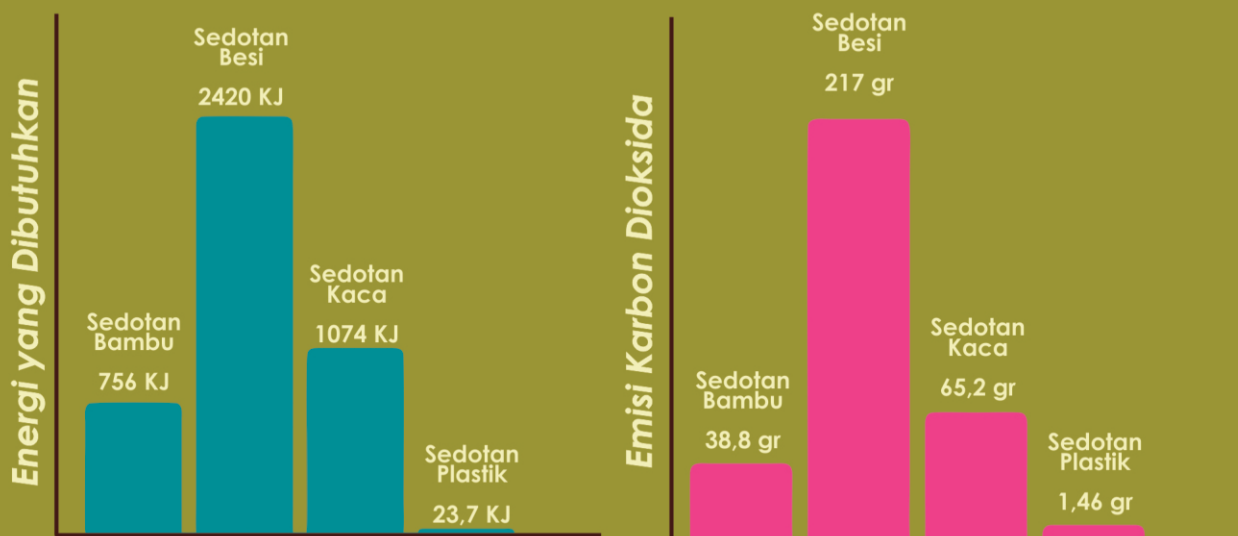 Energi yang Dibutuhkan
Sedotan
Bambu
756 KJ
Sedotan
Besi
2420 KJ
Sedotan
Kaca
1074 KJ
Sedotan
Plastik
23,7 KJ
Emisi Karbon Dioksida
Sedotan
Bambu
38,8 gr
Sedotan
Besi
217 gr
Sedotan
Kaca
65,2 gr
Sedotan
Plastik
1,46 gr